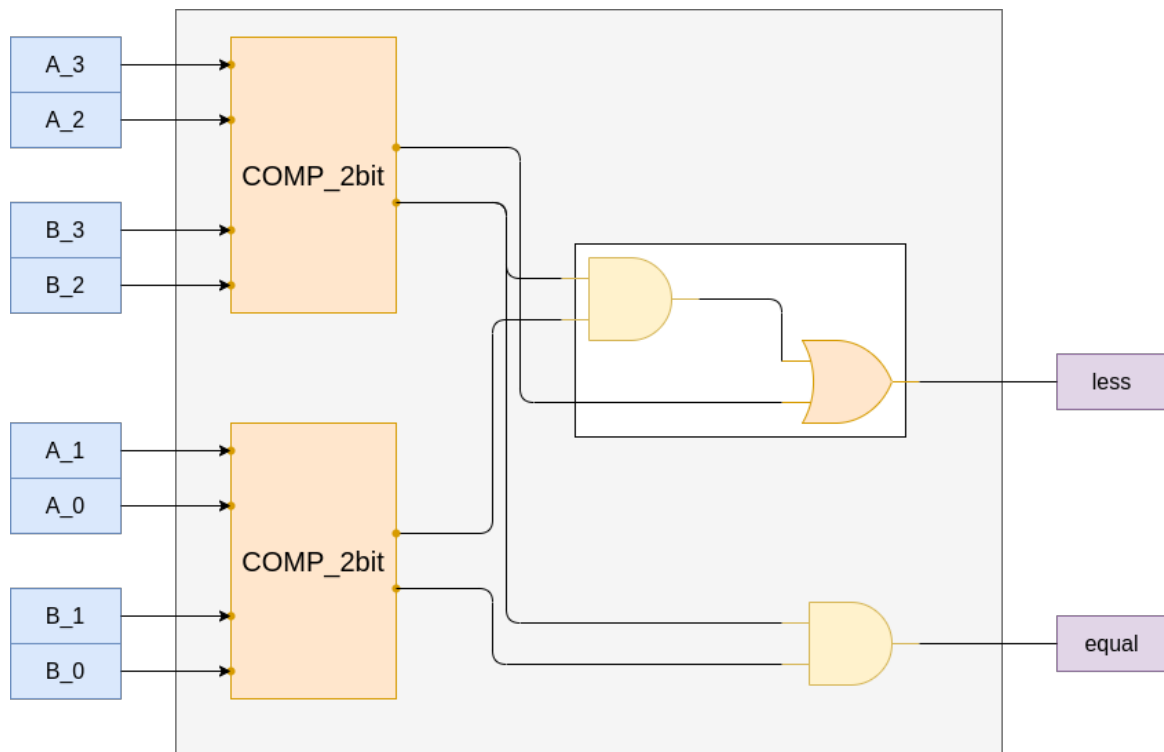 A_3
A_2
COMP_2bit
B_3
B_2
less
A_1
A_0
COMP_2bit
B_1
B_0
equal